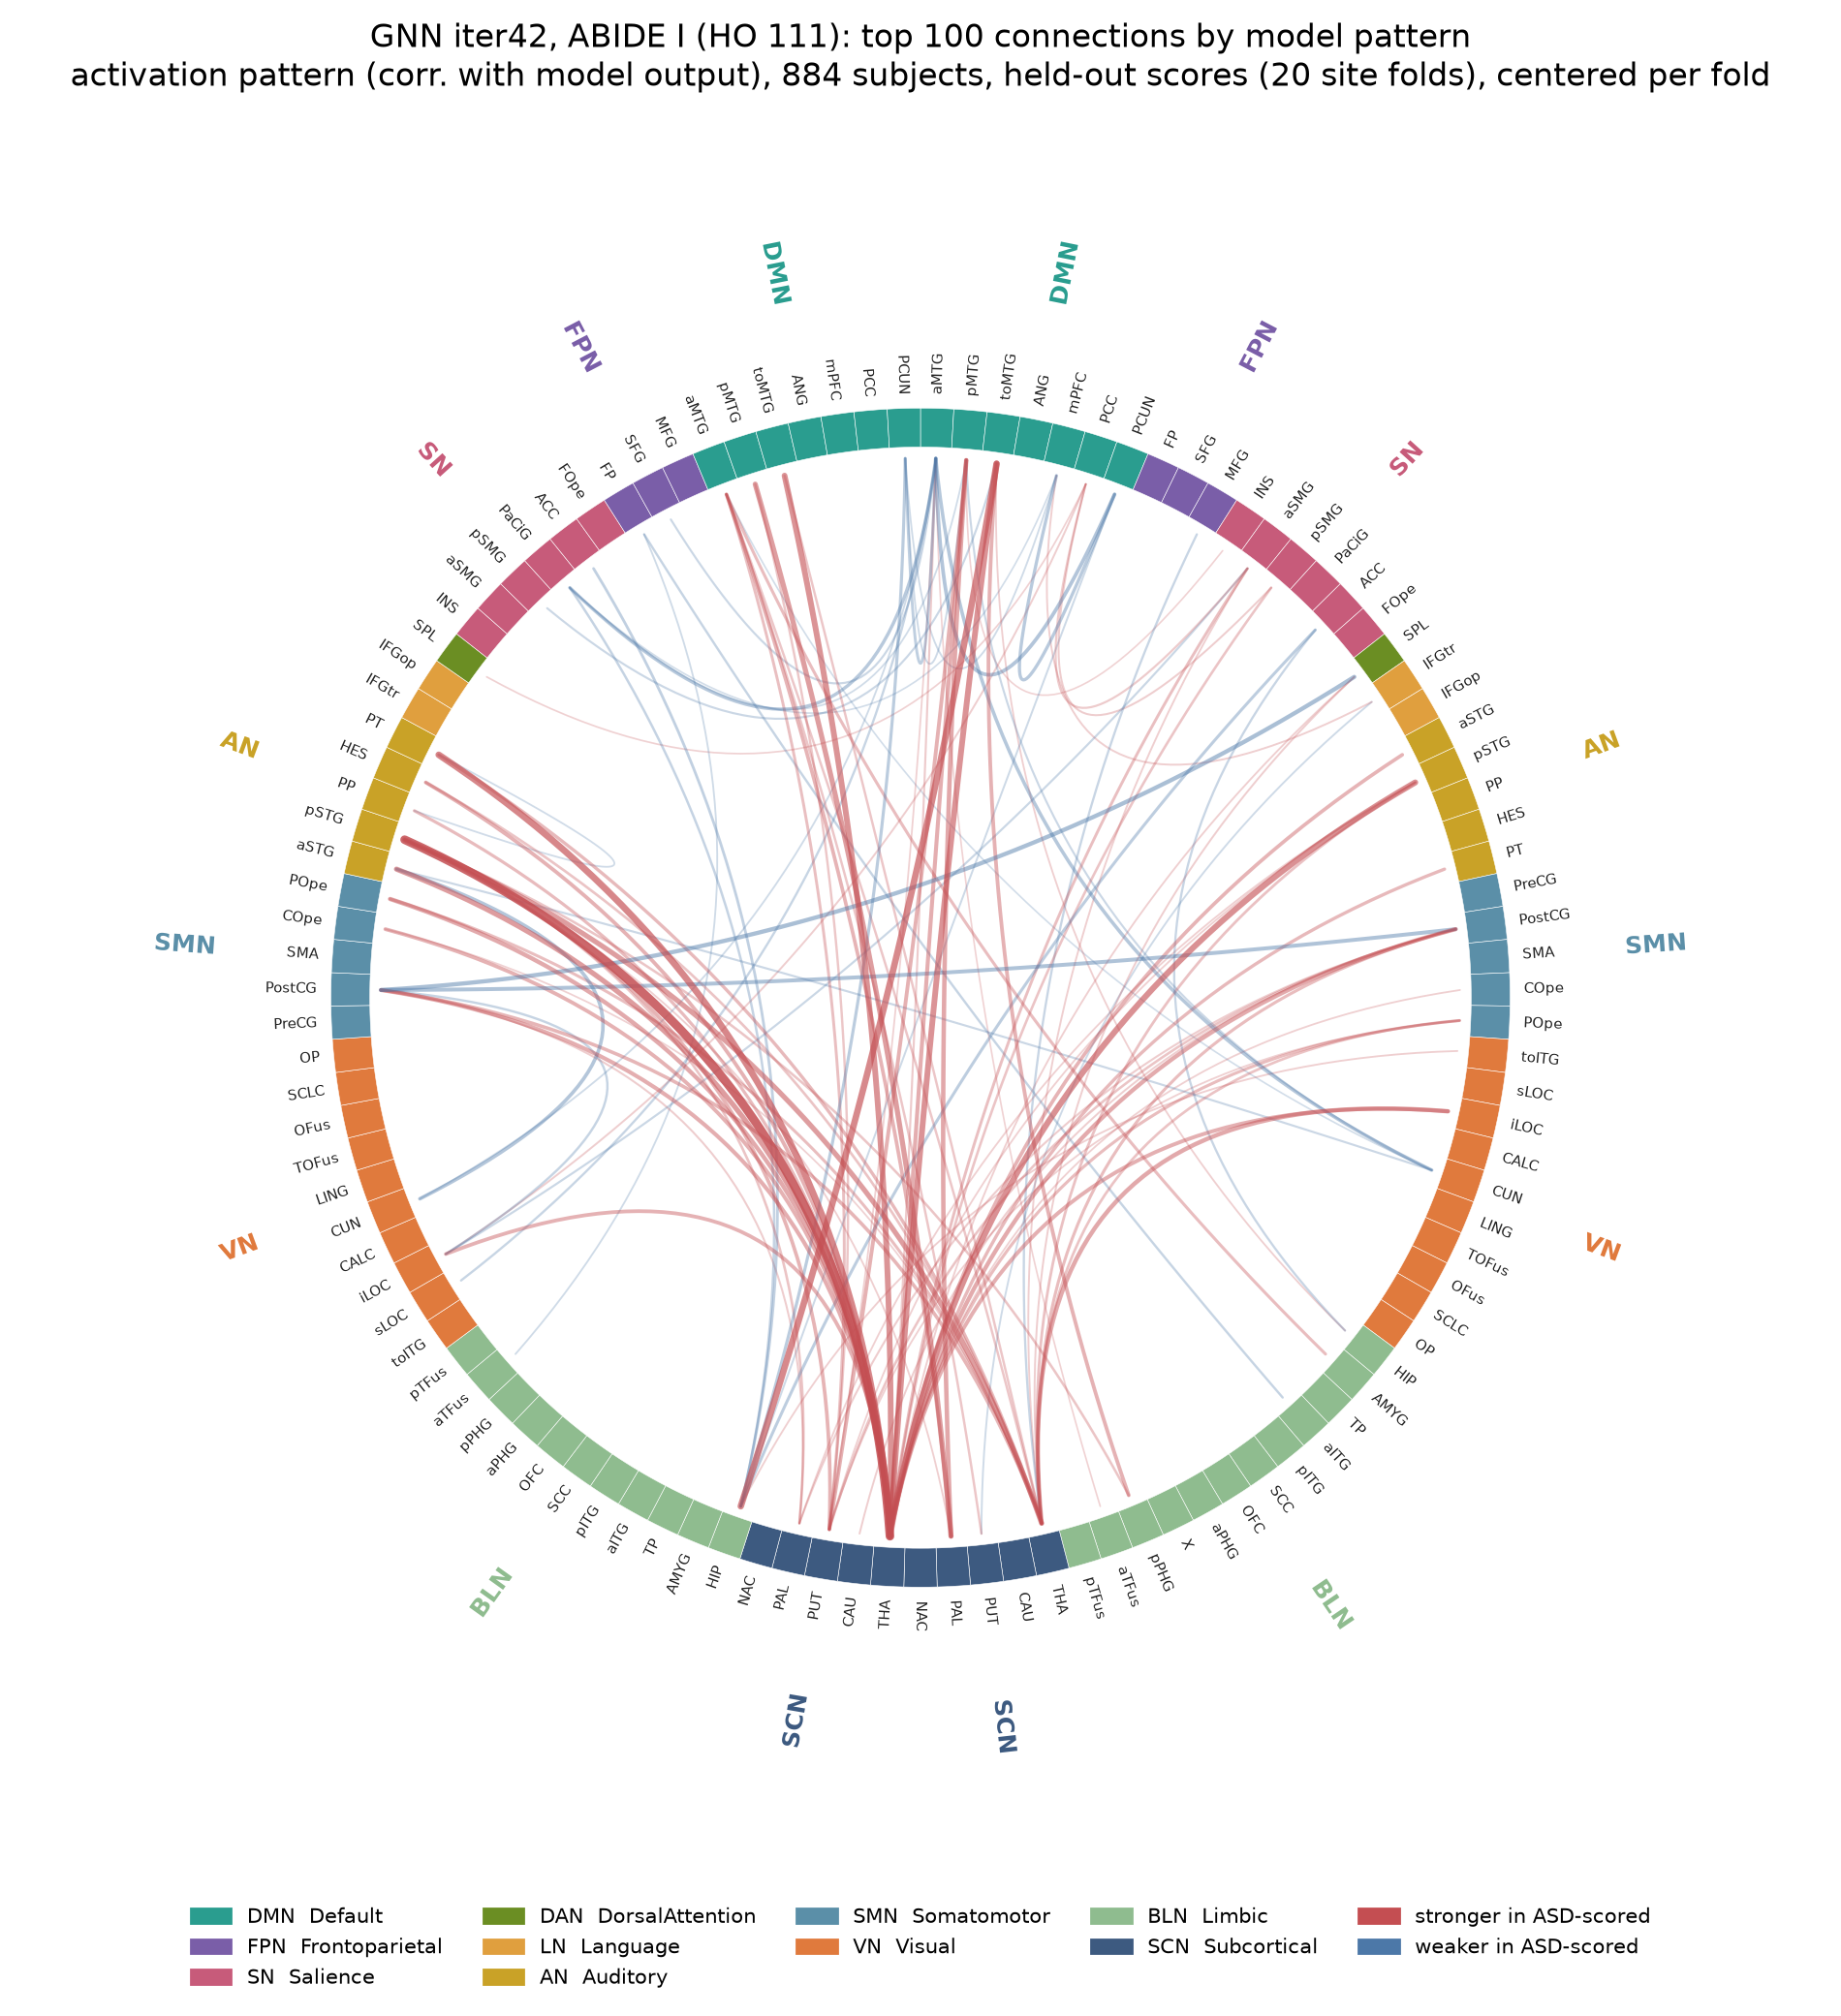 GNN iter42, ABIDE I (HO 111): top 100 connections by model pattern
activation pattern (corr. with model output), 884 subjects, held-out scores (20 site folds), centered per fold
DMN
DMN
FPN
FPN
SN
SN
AN
AN
SMN
SMN
VN
VN
BLN
BLN
SCN
SCN
aMTG
pMTG
toMTG
ANG
mPFC
PCC
PCUN
aMTG
pMTG
toMTG
ANG
mPFC
PCC
PCUN
FP
SFG
MFG
INS
aSMG
pSMG
PaCiG
ACC
FOpe
SPL
IFGtr
IFGop
aSTG
pSTG
PP
HES
PT
PreCG
PostCG
SMA
COpe
POpe
toITG
sLOC
iLOC
CALC
CUN
LING
TOFus
OFus
SCLC
OP
HIP
AMYG
TP
aITG
pITG
SCC
OFC
aPHG
X
pPHG
aTFus
pTFus
THA
CAU
PUT
PAL
NAC
THA
CAU
PUT
PAL
NAC
HIP
AMYG
TP
aITG
pITG
SCC
OFC
aPHG
pPHG
aTFus
pTFus
toITG
sLOC
iLOC
CALC
CUN
LING
TOFus
OFus
SCLC
OP
PreCG
PostCG
SMA
COpe
POpe
aSTG
pSTG
PP
HES
PT
IFGtr
IFGop
SPL
INS
aSMG
pSMG
PaCiG
ACC
FOpe
FP
SFG
MFG
DMN Default
FPN Frontoparietal
SN Salience
DAN DorsalAttention
LN Language
AN Auditory
SMN Somatomotor
VN Visual
BLN Limbic
SCN Subcortical
stronger in ASD-scored
weaker in ASD-scored